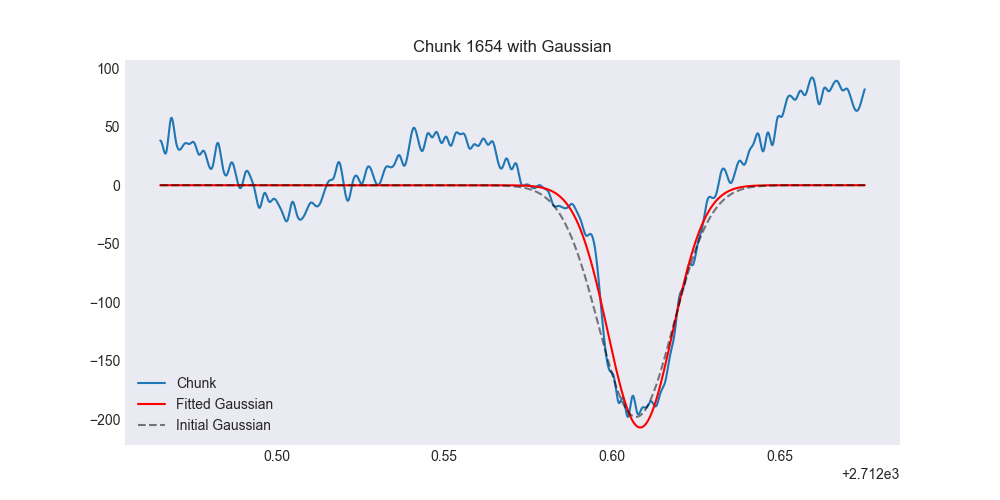 Chunk 1654 with Gaussian
100
50
0
−50
−100
−150
−200
Chunk
Fitted Gaussian
Initial Gaussian
0.50 0.55 0.60 0.65
+2.712e3